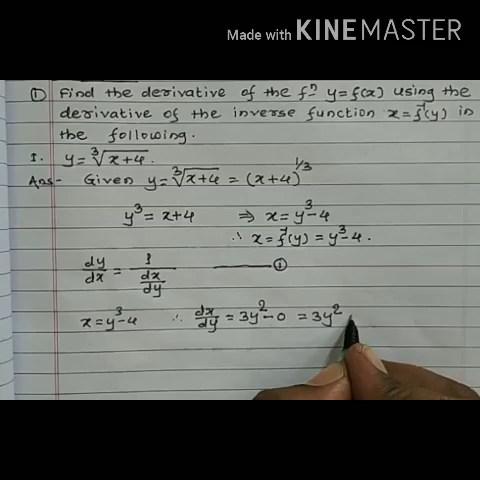 Made with KINEMASTER
① Find the derivative of the fⁿ y=f(x) using the
derivative of the inverse function x=f⁻¹(y) in
the following.
1. y=∛(x+4).
Ans- Given y=∛(x+4) = (x+4)^1/3
y³ = x+4 ⇒ x=y³-4
∴ x=f⁻¹(y) = y³-4.
dy/dx = 1/(dx/dy) —— ①
x=y³-4 ∴ dx/dy = 3y²-0 = 3y²